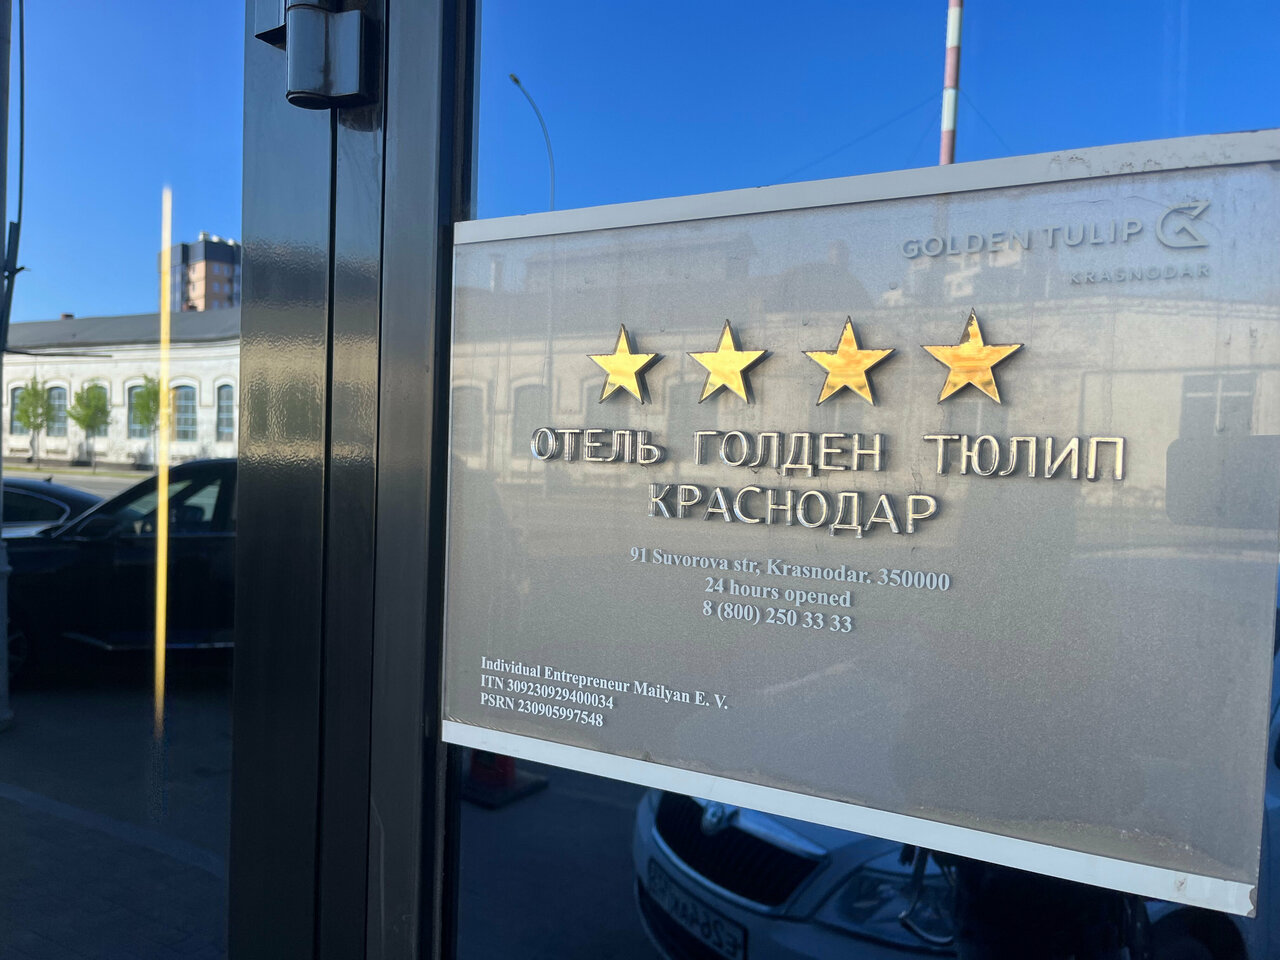 GOLDEN TULIP
KRASNODAR
ОТЕЛЬ ГОЛДЕН ТЮЛИП
КРАСНОДАР
91 Suvorova str, Krasnodar. 350000
24 hours opened
8 (800) 250 33 33
Individual Entrepreneur Mailyan E. V.
ITN 309230929400034
PSRN 230905997548